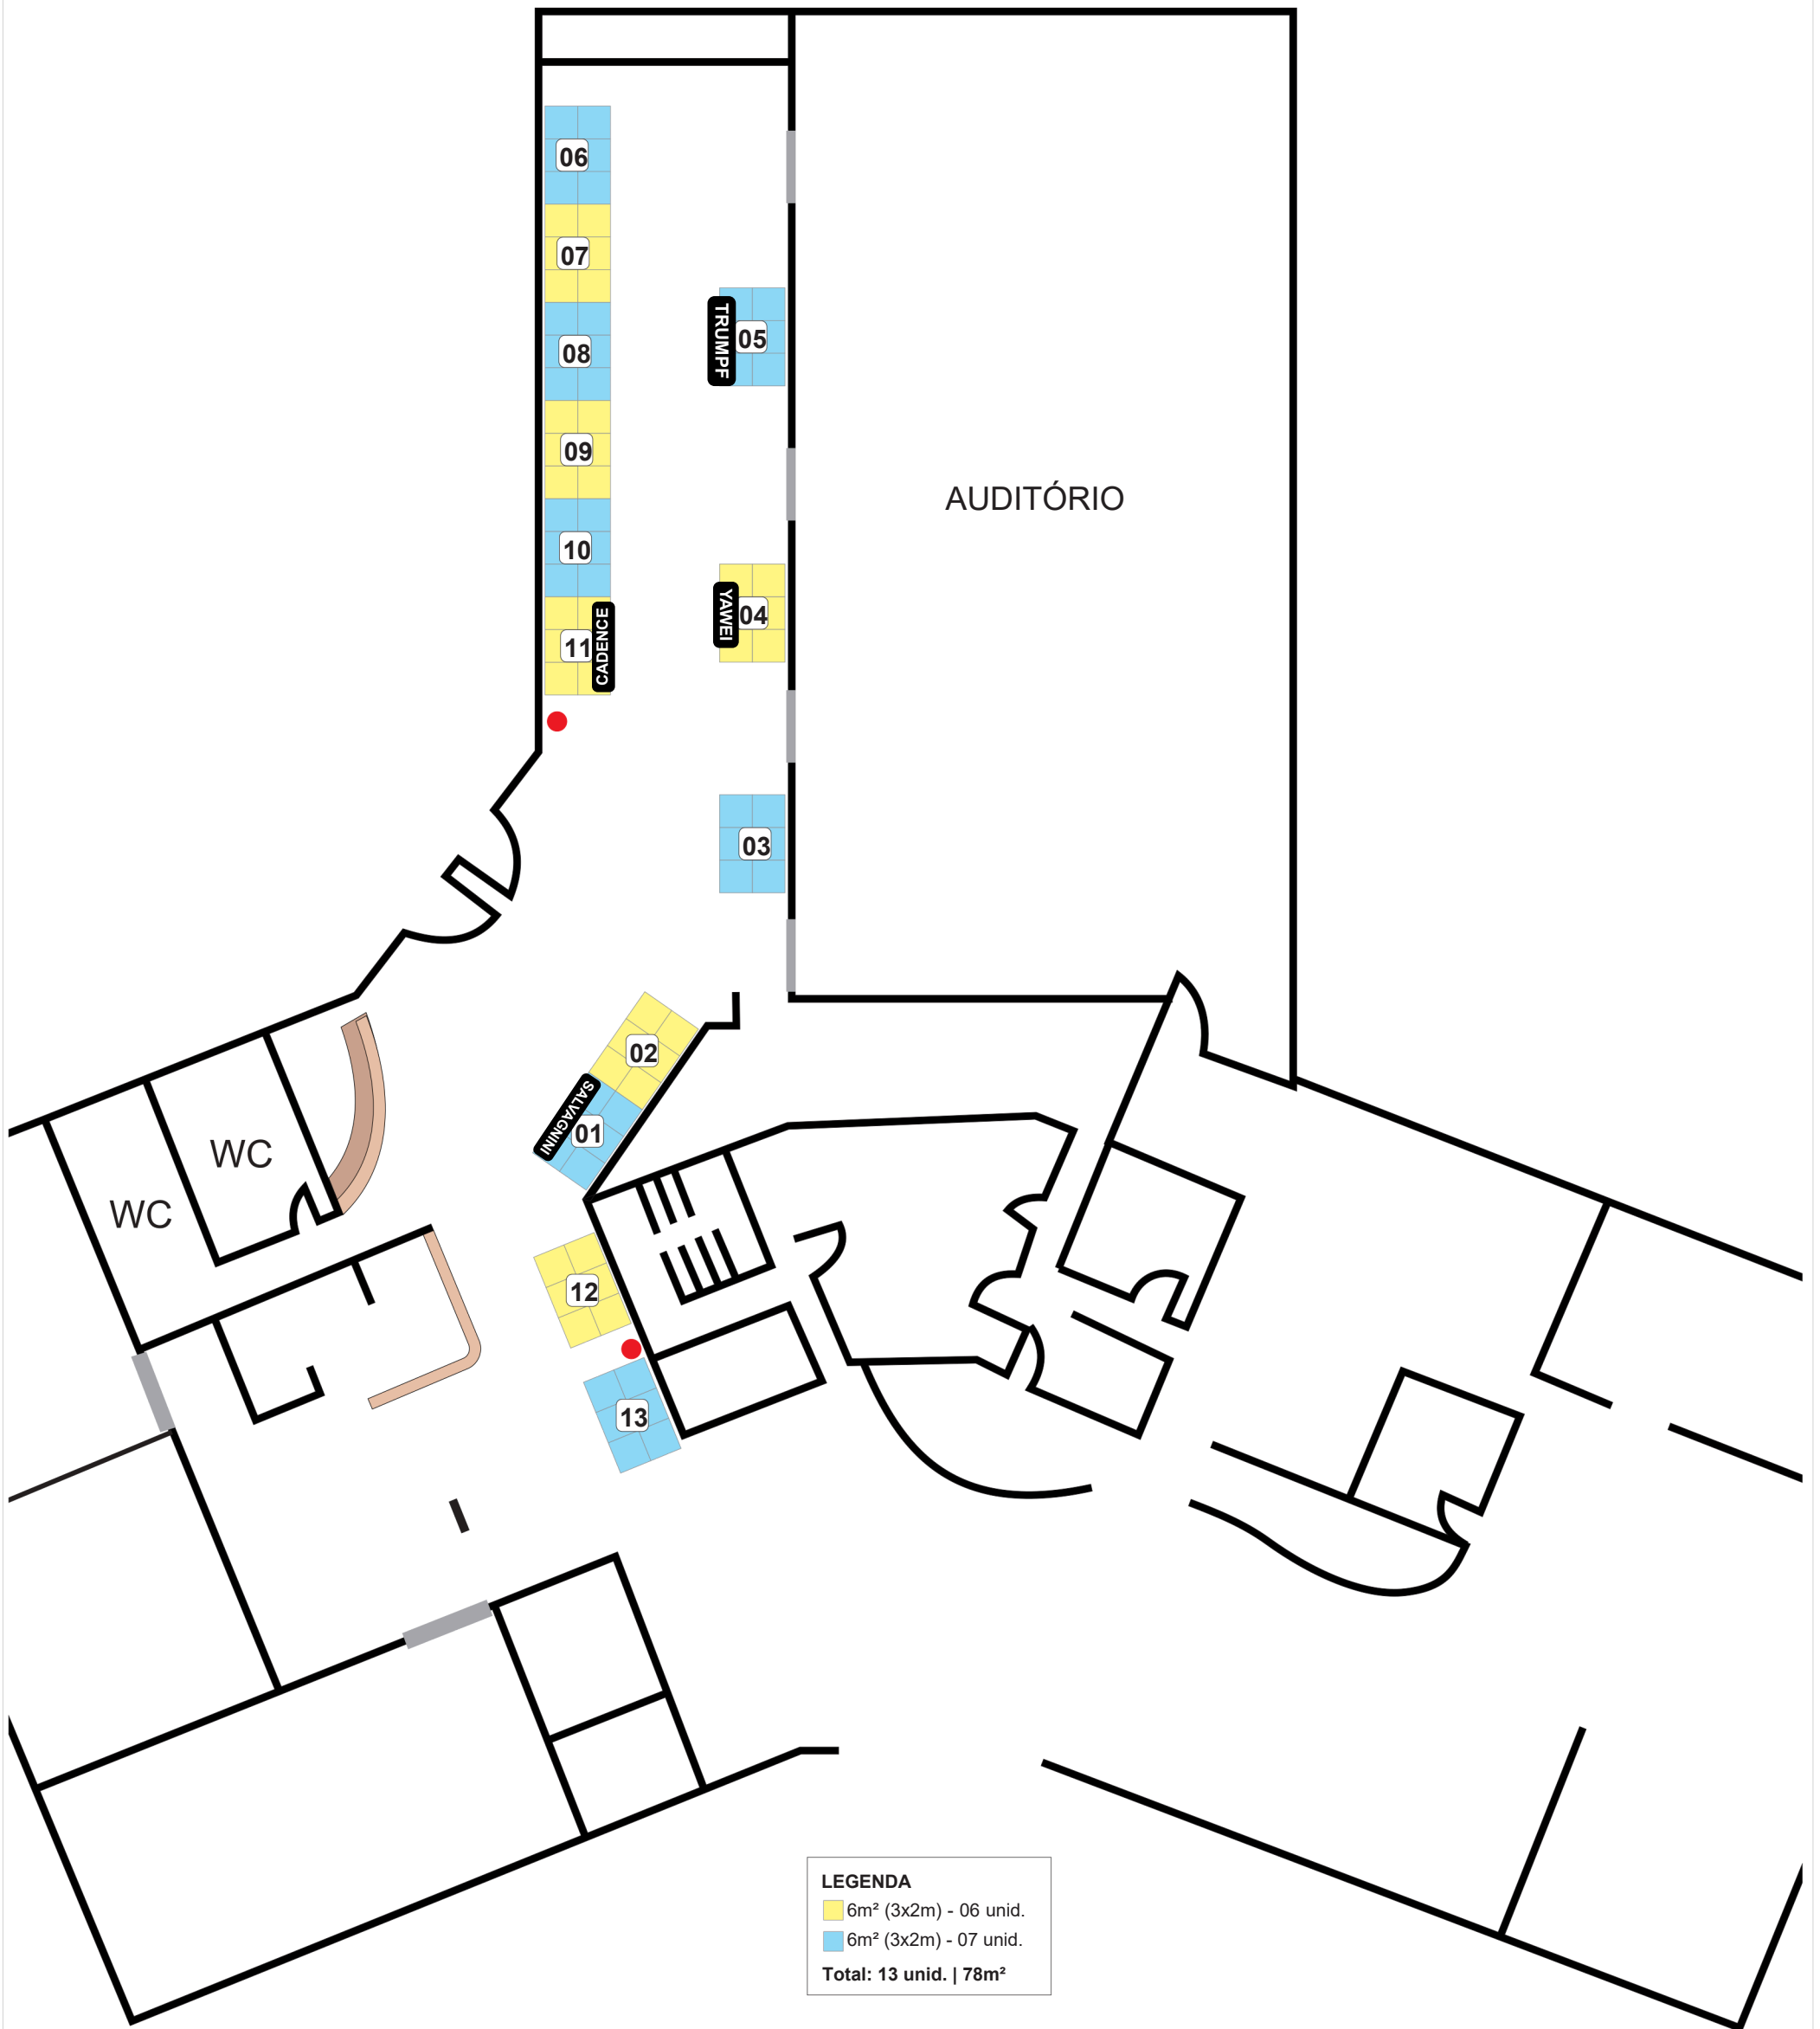 06
07
TRUMPF
05
08
09
AUDITÓRIO
10
YAWEI
04
11
CADENCE
03
02
SALVAGNINI
01
WC
WC
12
13
LEGENDA
6m² (3x2m) - 06 unid.
6m² (3x2m) - 07 unid.
Total: 13 unid. | 78m²